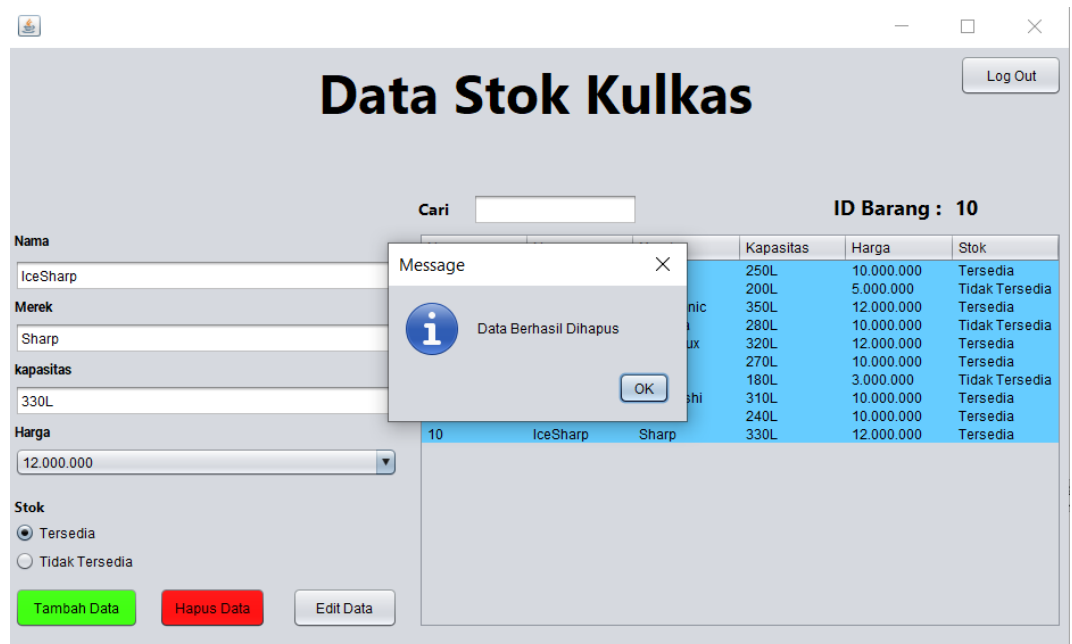 Data Stok Kulkas
Log Out
Cari
ID Barang : 10
Nama
IceSharp
Merek
Sharp
kapasitas
330L
Harga
12.000.000
Stok
Tersedia
Tidak Tersedia
Tambah Data Hapus Data Edit Data
Message
Data Berhasil Dihapus
OK
Kapasitas Harga Stok
250L 10.000.000 Tersedia
200L 5.000.000 Tidak Tersedia
nic 350L 12.000.000 Tersedia
280L 10.000.000 Tidak Tersedia
ux 320L 12.000.000 Tersedia
270L 10.000.000 Tersedia
180L 3.000.000 Tidak Tersedia
shi 310L 10.000.000 Tersedia
240L 10.000.000 Tersedia
10 IceSharp Sharp 330L 12.000.000 Tersedia